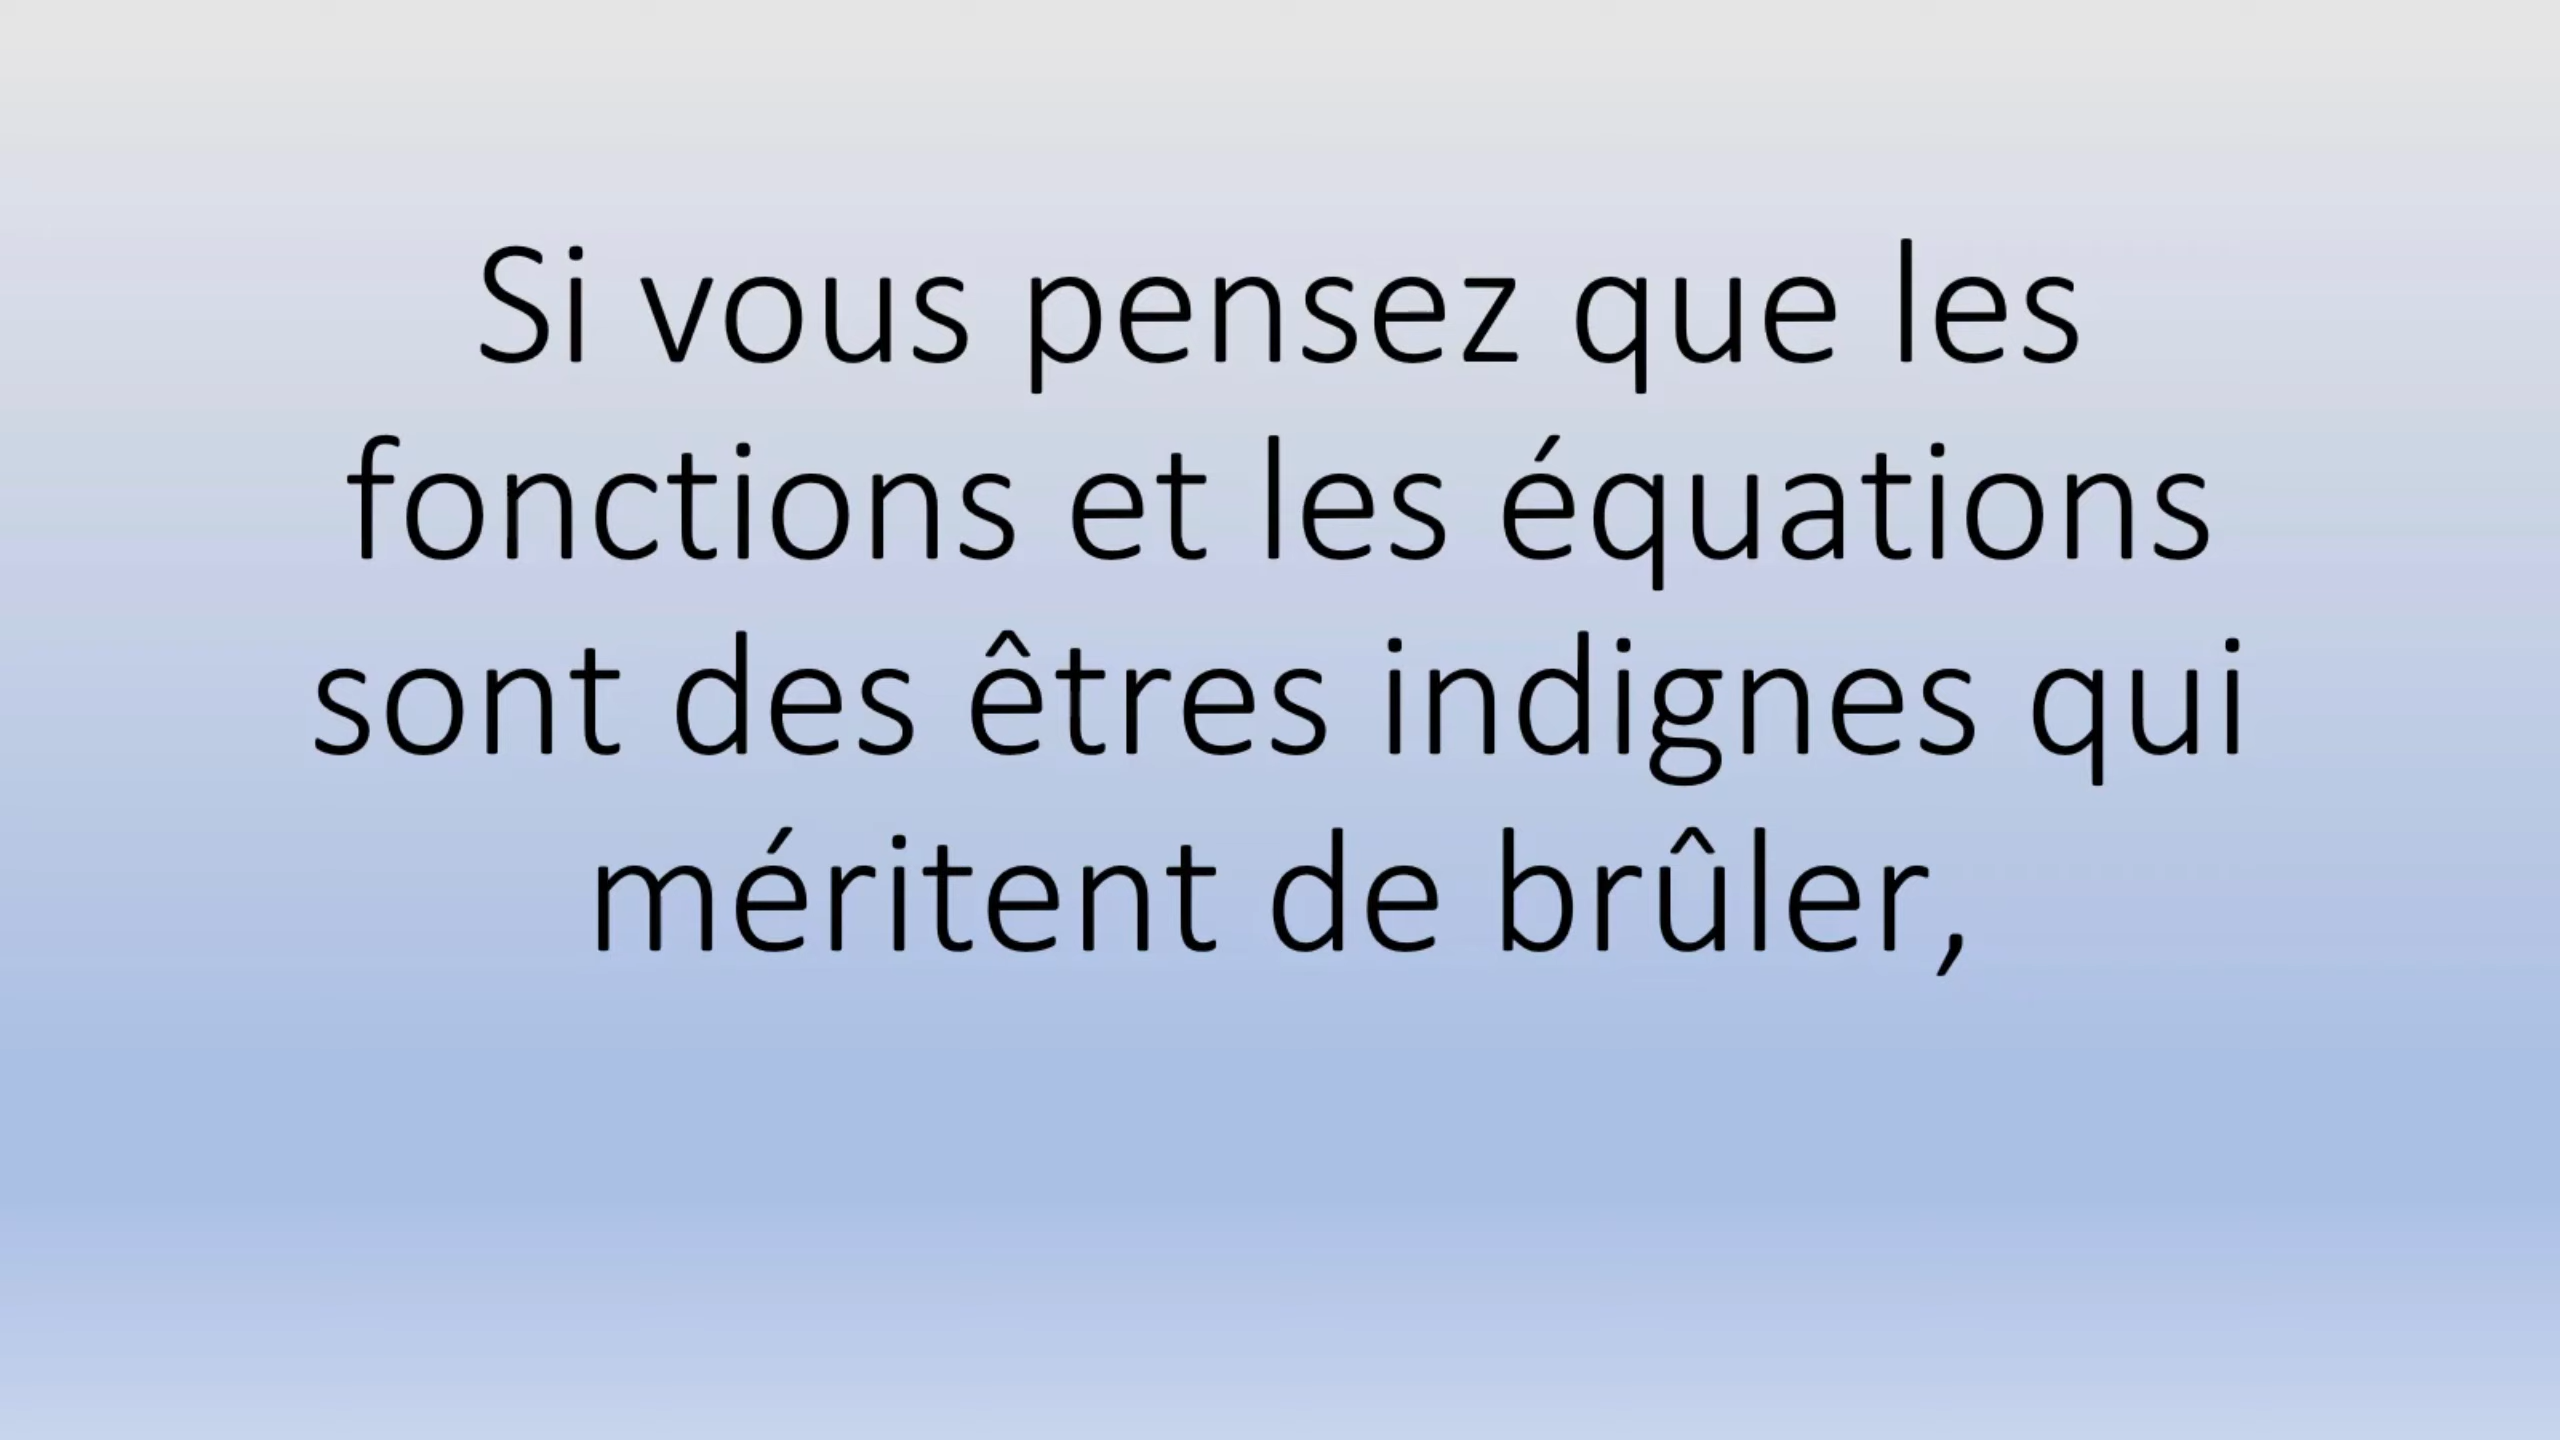 Si vous pensez que les
fonctions et les équations
sont des êtres indignes qui
méritent de brûler,